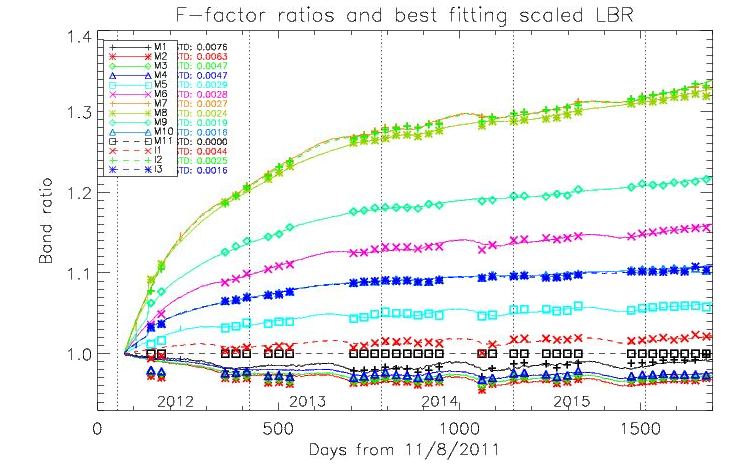 F-factor ratios and best fitting scaled LBR
1.4
1.3
1.2
1.1
1.0
Band ratio
M1 STD: 0.0076
M2 STD: 0.0063
M3 STD: 0.0047
M4 STD: 0.0047
M5 STD: 0.0029
M6 STD: 0.0028
M7 STD: 0.0027
M8 STD: 0.0024
M9 STD: 0.0019
M10 STD: 0.0016
M11 STD: 0.0000
I1 STD: 0.0044
I2 STD: 0.0025
I3 STD: 0.0016
2012 2013 2014 2015
0 500 1000 1500
Days from 11/8/2011